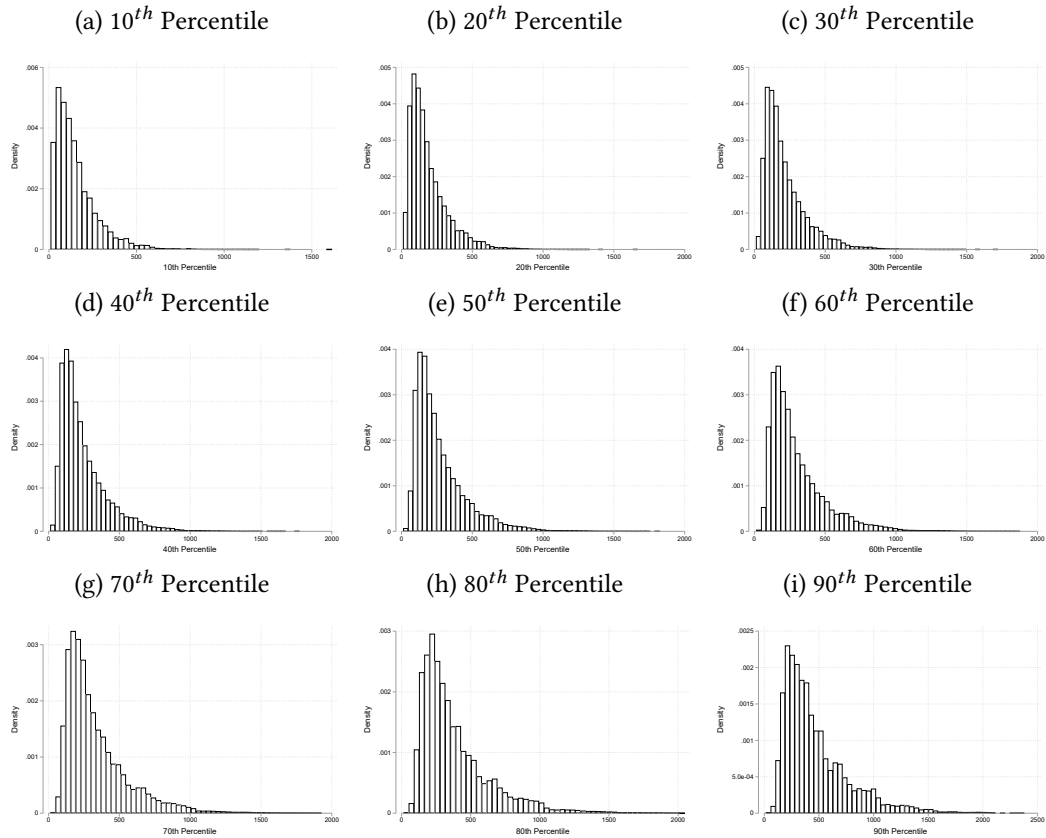 (a) 10th Percentile
(b) 20th Percentile
(c) 30th Percentile
.006
.004
.002
0
Density
0 500 1000 1500
10th Percentile
.005
.004
.003
.002
.001
0
Density
0 500 1000 1500 2000
20th Percentile
.005
.004
.003
.002
.001
0
Density
0 500 1000 1500 2000
30th Percentile
(d) 40th Percentile
(e) 50th Percentile
(f) 60th Percentile
.004
.003
.002
.001
0
Density
0 500 1000 1500 2000
40th Percentile
.004
.003
.002
.001
0
Density
0 500 1000 1500 2000
50th Percentile
.004
.003
.002
.001
0
Density
0 500 1000 1500 2000
60th Percentile
(g) 70th Percentile
(h) 80th Percentile
(i) 90th Percentile
.003
.002
.001
0
Density
0 500 1000 1500 2000
70th Percentile
.003
.002
.001
0
Density
0 500 1000 1500 2000
80th Percentile
.0025
.002
.0015
.001
5.0e-04
0
Density
0 500 1000 1500 2000 2500
90th Percentile